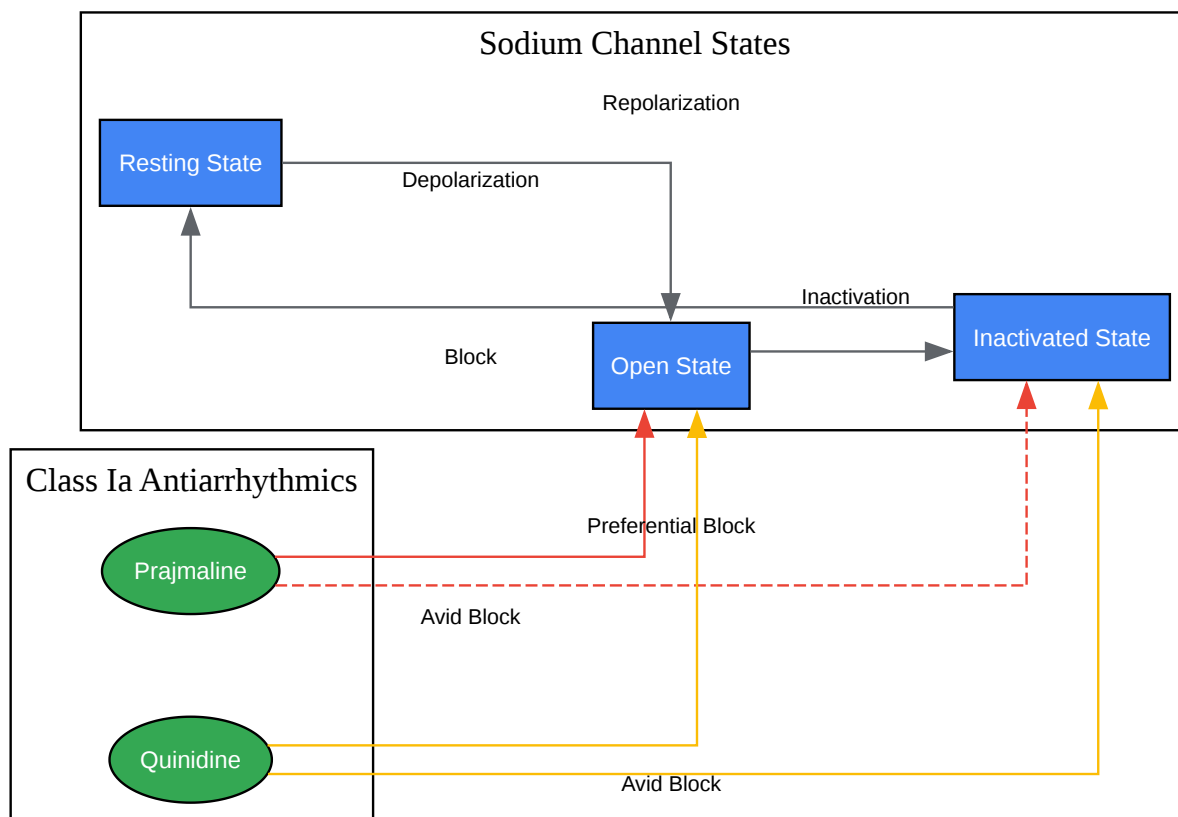 Sodium Channel States
Repolarization
Resting State
Depolarization
Inactivation
Inactivated State
Block
Open State
Class Ia Antiarrhythmics
Preferential Block
Prajmaline
Avid Block
Quinidine
Avid Block